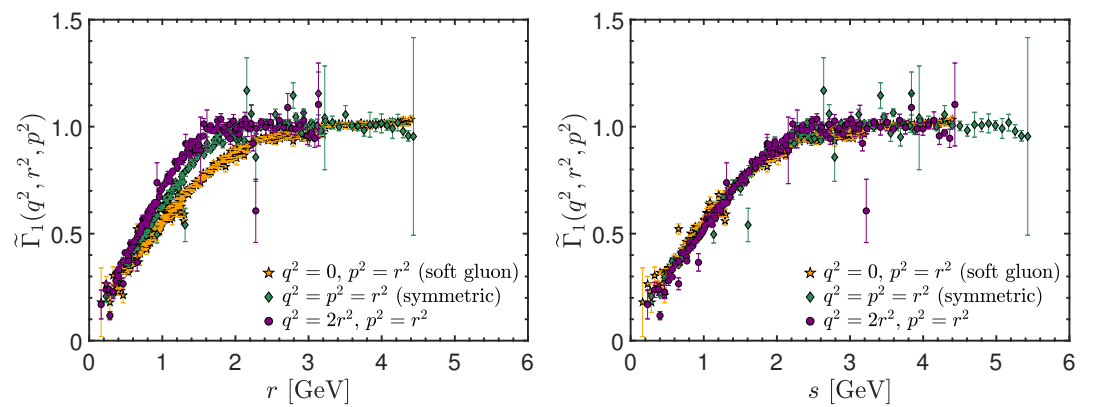 1.5
1.0
0.5
0
Γ̃₁(q², r², p²)
q² = 0, p² = r² (soft gluon)
q² = p² = r² (symmetric)
q² = 2r², p² = r²
0 1 2 3 4 5 6
r [GeV]
1.5
1.0
0.5
0
Γ̃₁(q², r², p²)
q² = 0, p² = r² (soft gluon)
q² = p² = r² (symmetric)
q² = 2r², p² = r²
0 1 2 3 4 5 6
s [GeV]